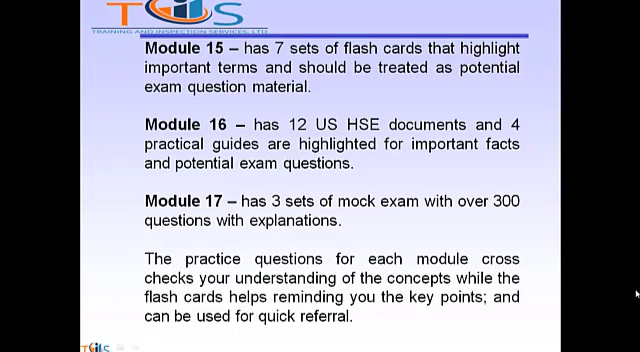 TIS
TRAINING AND INSPECTION SERVICES, LTD
Module 15 – has 7 sets of flash cards that highlight
important terms and should be treated as potential
exam question material.
Module 16 – has 12 US HSE documents and 4
practical guides are highlighted for important facts
and potential exam questions.
Module 17 – has 3 sets of mock exam with over 300
questions with explanations.
The practice questions for each module cross
checks your understanding of the concepts while the
flash cards helps reminding you the key points; and
can be used for quick referral.
TIS